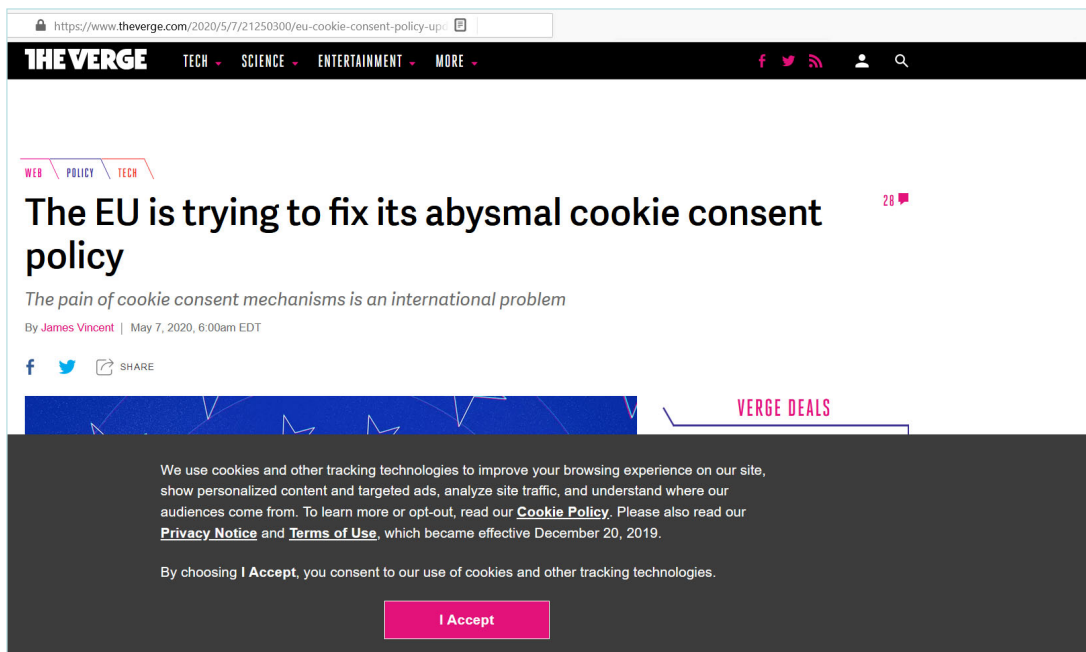 https://www.theverge.com/2020/5/7/21250300/eu-cookie-consent-policy-upd
THE VERGE TECH SCIENCE ENTERTAINMENT MORE
WEB POLICY TECH
The EU is trying to fix its abysmal cookie consent
policy
28
The pain of cookie consent mechanisms is an international problem
By James Vincent | May 7, 2020, 6:00am EDT
SHARE
VERGE DEALS
We use cookies and other tracking technologies to improve your browsing experience on our site,
show personalized content and targeted ads, analyze site traffic, and understand where our
audiences come from. To learn more or opt-out, read our Cookie Policy. Please also read our
Privacy Notice and Terms of Use, which became effective December 20, 2019.
By choosing I Accept, you consent to our use of cookies and other tracking technologies.
I Accept